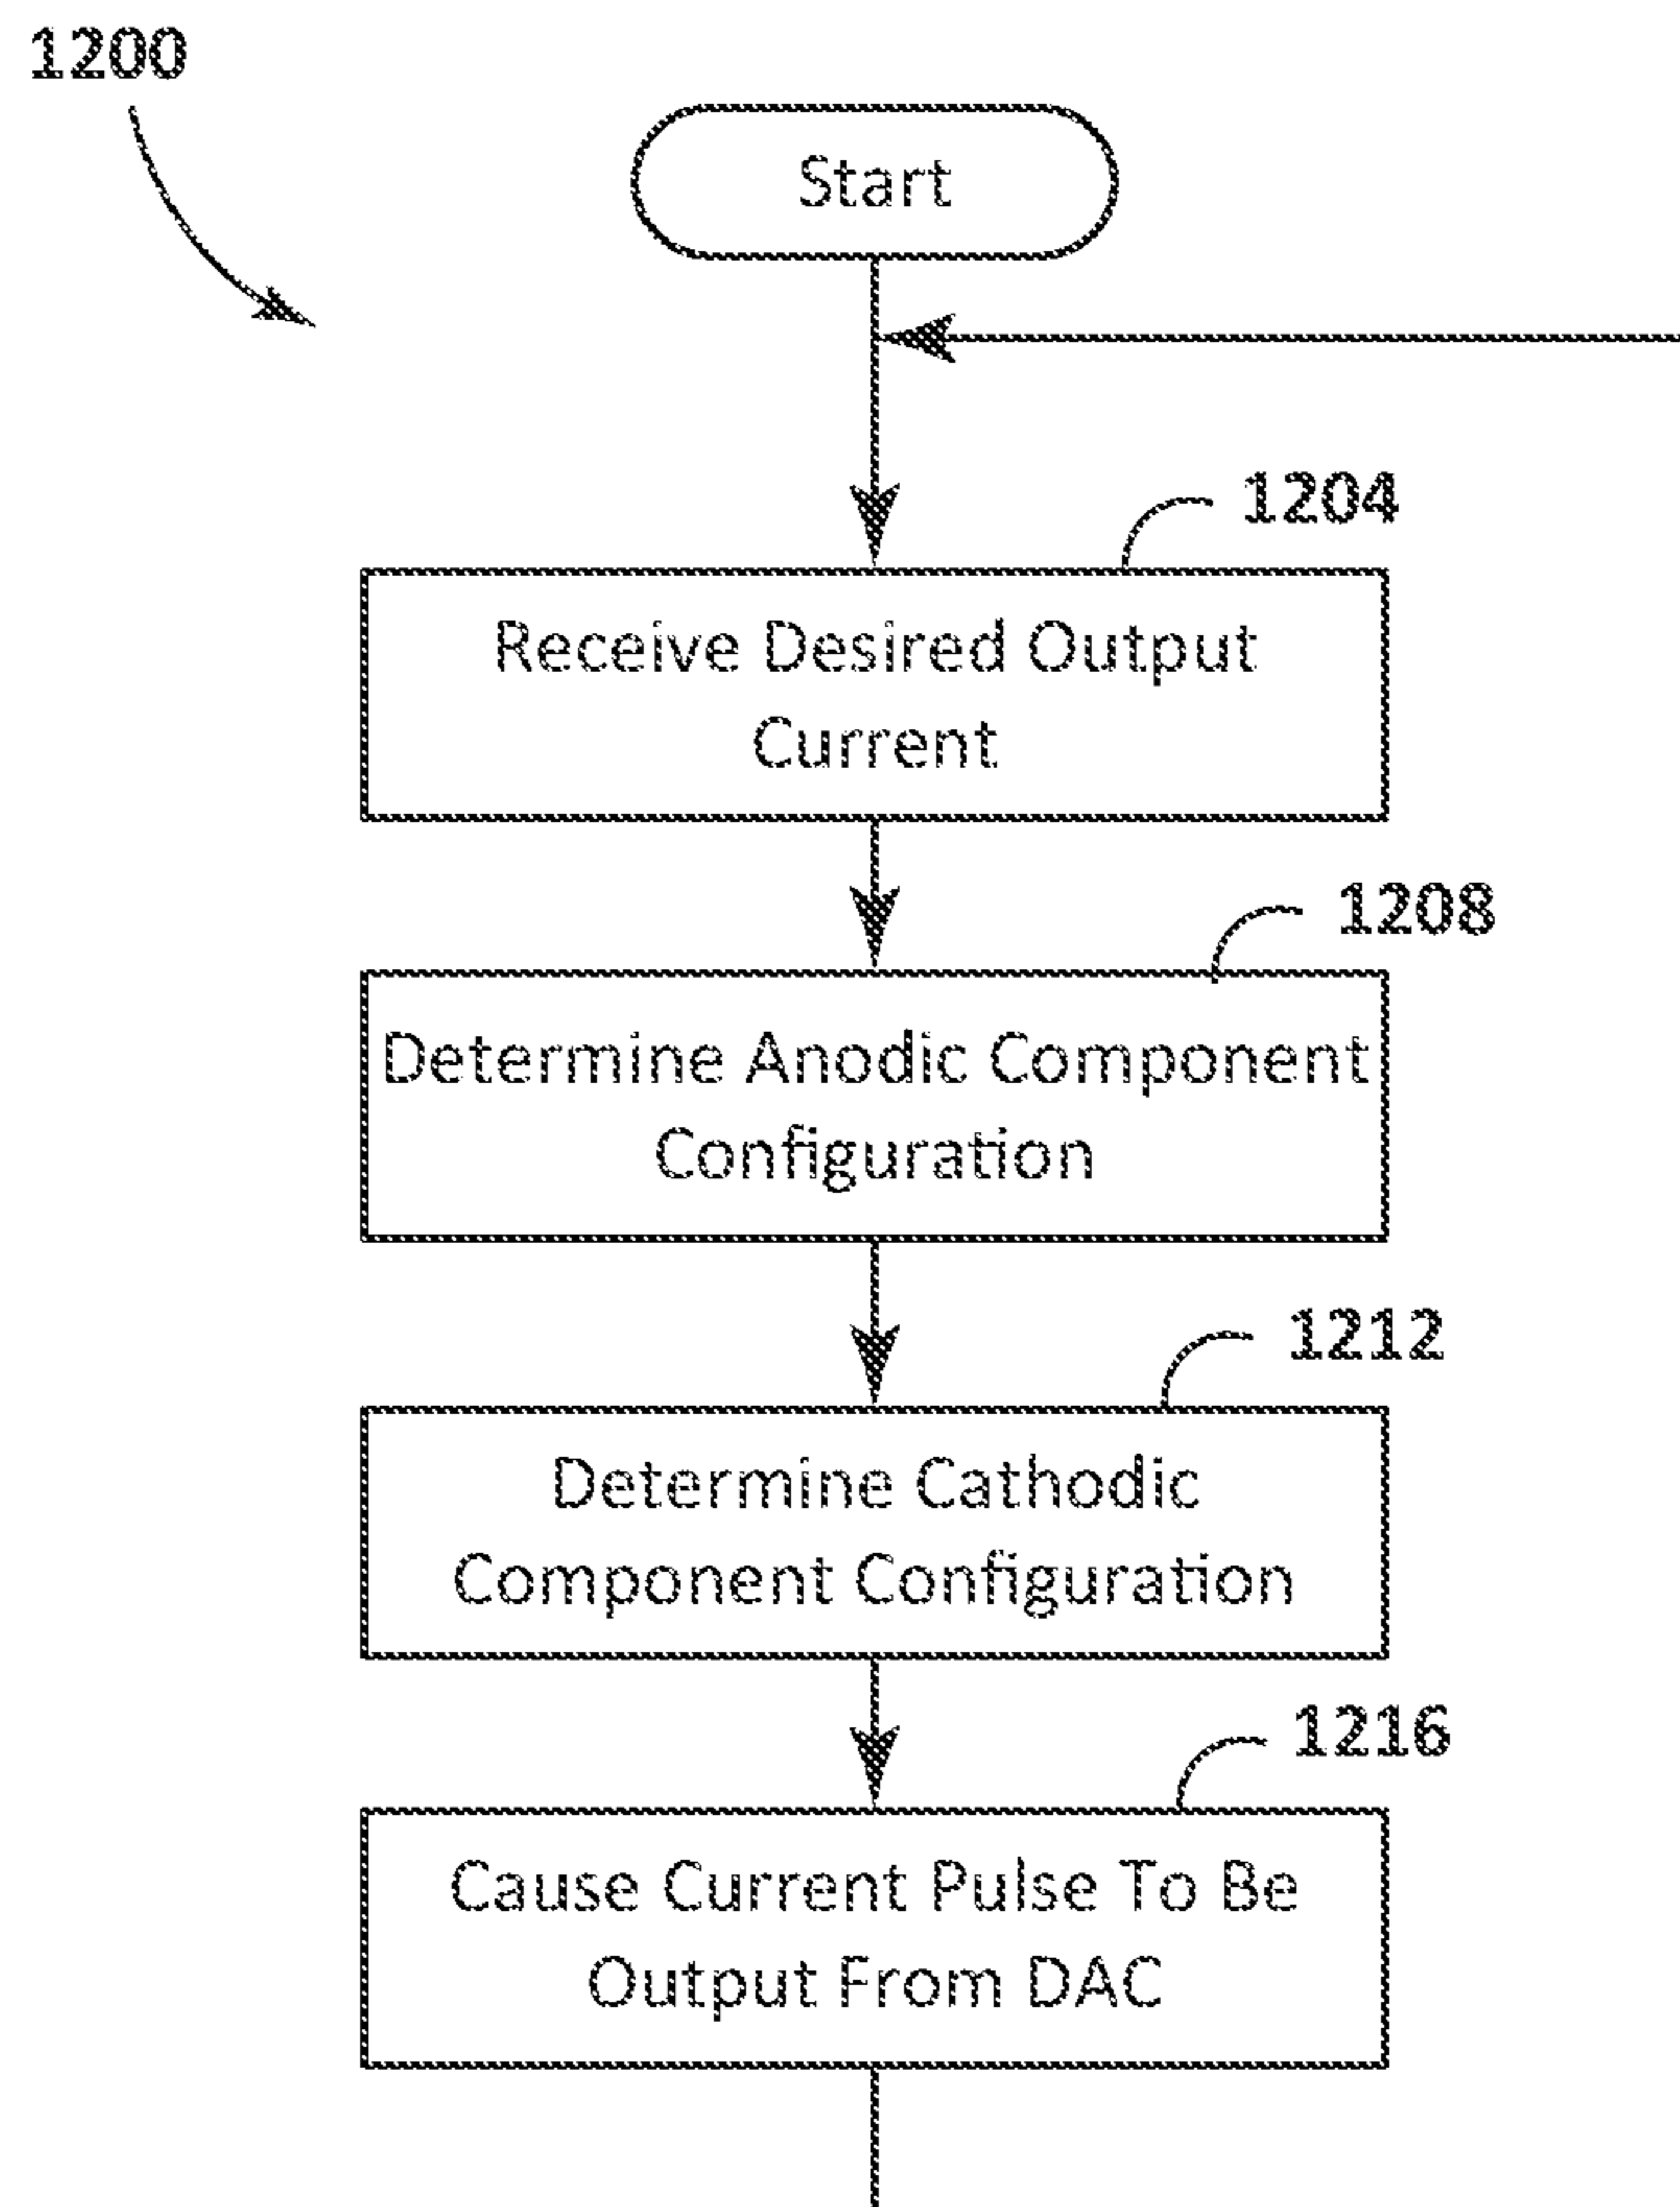 1200
Start
1204
Receive Desired Output
Current
1208
Determine Anodic Component
Configuration
1212
Determine Cathodic
Component Configuration
1216
Cause Current Pulse To Be
Output From DAC